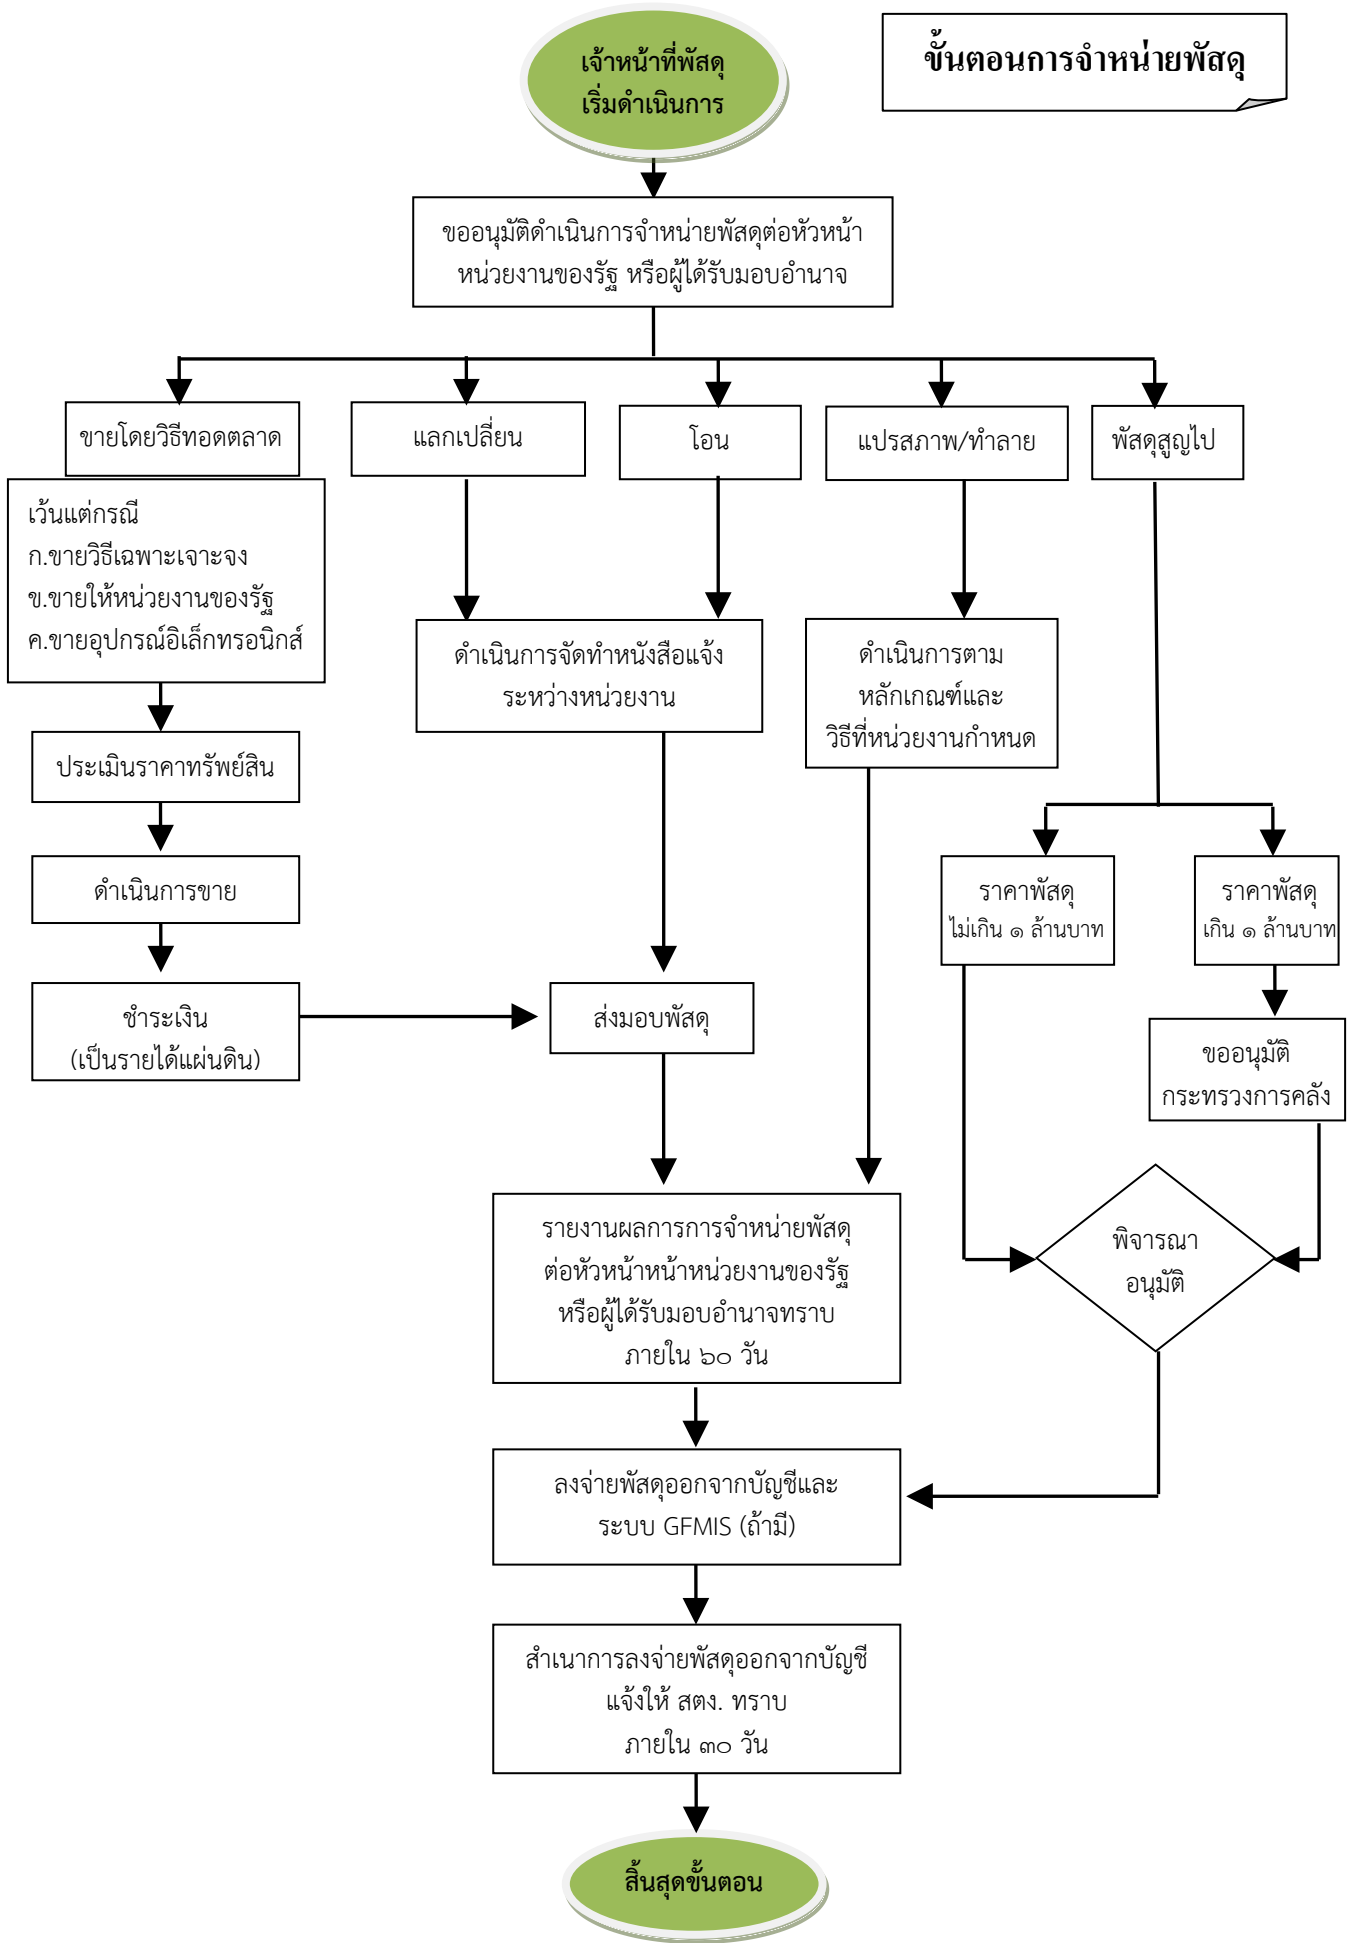 เจ้าหน้าที่พัสดุ
เริ่มดำเนินการ
ขั้นตอนการจำหน่ายพัสดุ
ขออนุมัติดำเนินการจำหน่ายพัสดุต่อหัวหน้า
หน่วยงานของรัฐ หรือผู้ได้รับมอบอำนาจ
ขายโดยวิธีทอดตลาด
แลกเปลี่ยน
โอน
แปรสภาพ/ทำลาย
พัสดุสูญไป
เว้นแต่กรณี
ก.ขายวิธีเฉพาะเจาะจง
ข.ขายให้หน่วยงานของรัฐ
ค.ขายอุปกรณ์อิเล็กทรอนิกส์
ดำเนินการจัดทำหนังสือแจ้ง
ระหว่างหน่วยงาน
ดำเนินการตาม
หลักเกณฑ์และ
วิธีที่หน่วยงานกำหนด
ประเมินราคาทรัพย์สิน
ดำเนินการขาย
ราคาพัสดุ
ไม่เกิน ๑ ล้านบาท
ราคาพัสดุ
เกิน ๑ ล้านบาท
ชำระเงิน
(เป็นรายได้แผ่นดิน)
ส่งมอบพัสดุ
ขออนุมัติ
กระทรวงการคลัง
รายงานผลการการจำหน่ายพัสดุ
ต่อหัวหน้าหน้าหน่วยงานของรัฐ
หรือผู้ได้รับมอบอำนาจทราบ
ภายใน ๖๐ วัน
พิจารณา
อนุมัติ
ลงจ่ายพัสดุออกจากบัญชีและ
ระบบ GFMIS (ถ้ามี)
สำเนาการลงจ่ายพัสดุออกจากบัญชี
แจ้งให้ สตง. ทราบ
ภายใน ๓๐ วัน
สิ้นสุดขั้นตอน